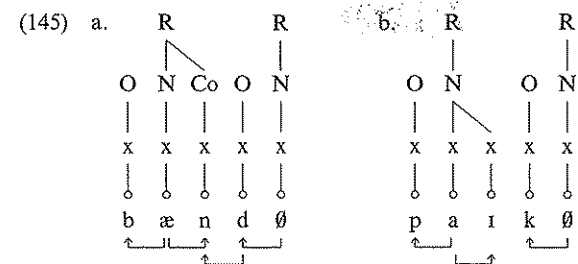 (145) a. R R b. R R
O N Co O N O N O N
x x x x x x x x x x
b æ n d Ø p a ɪ k Ø